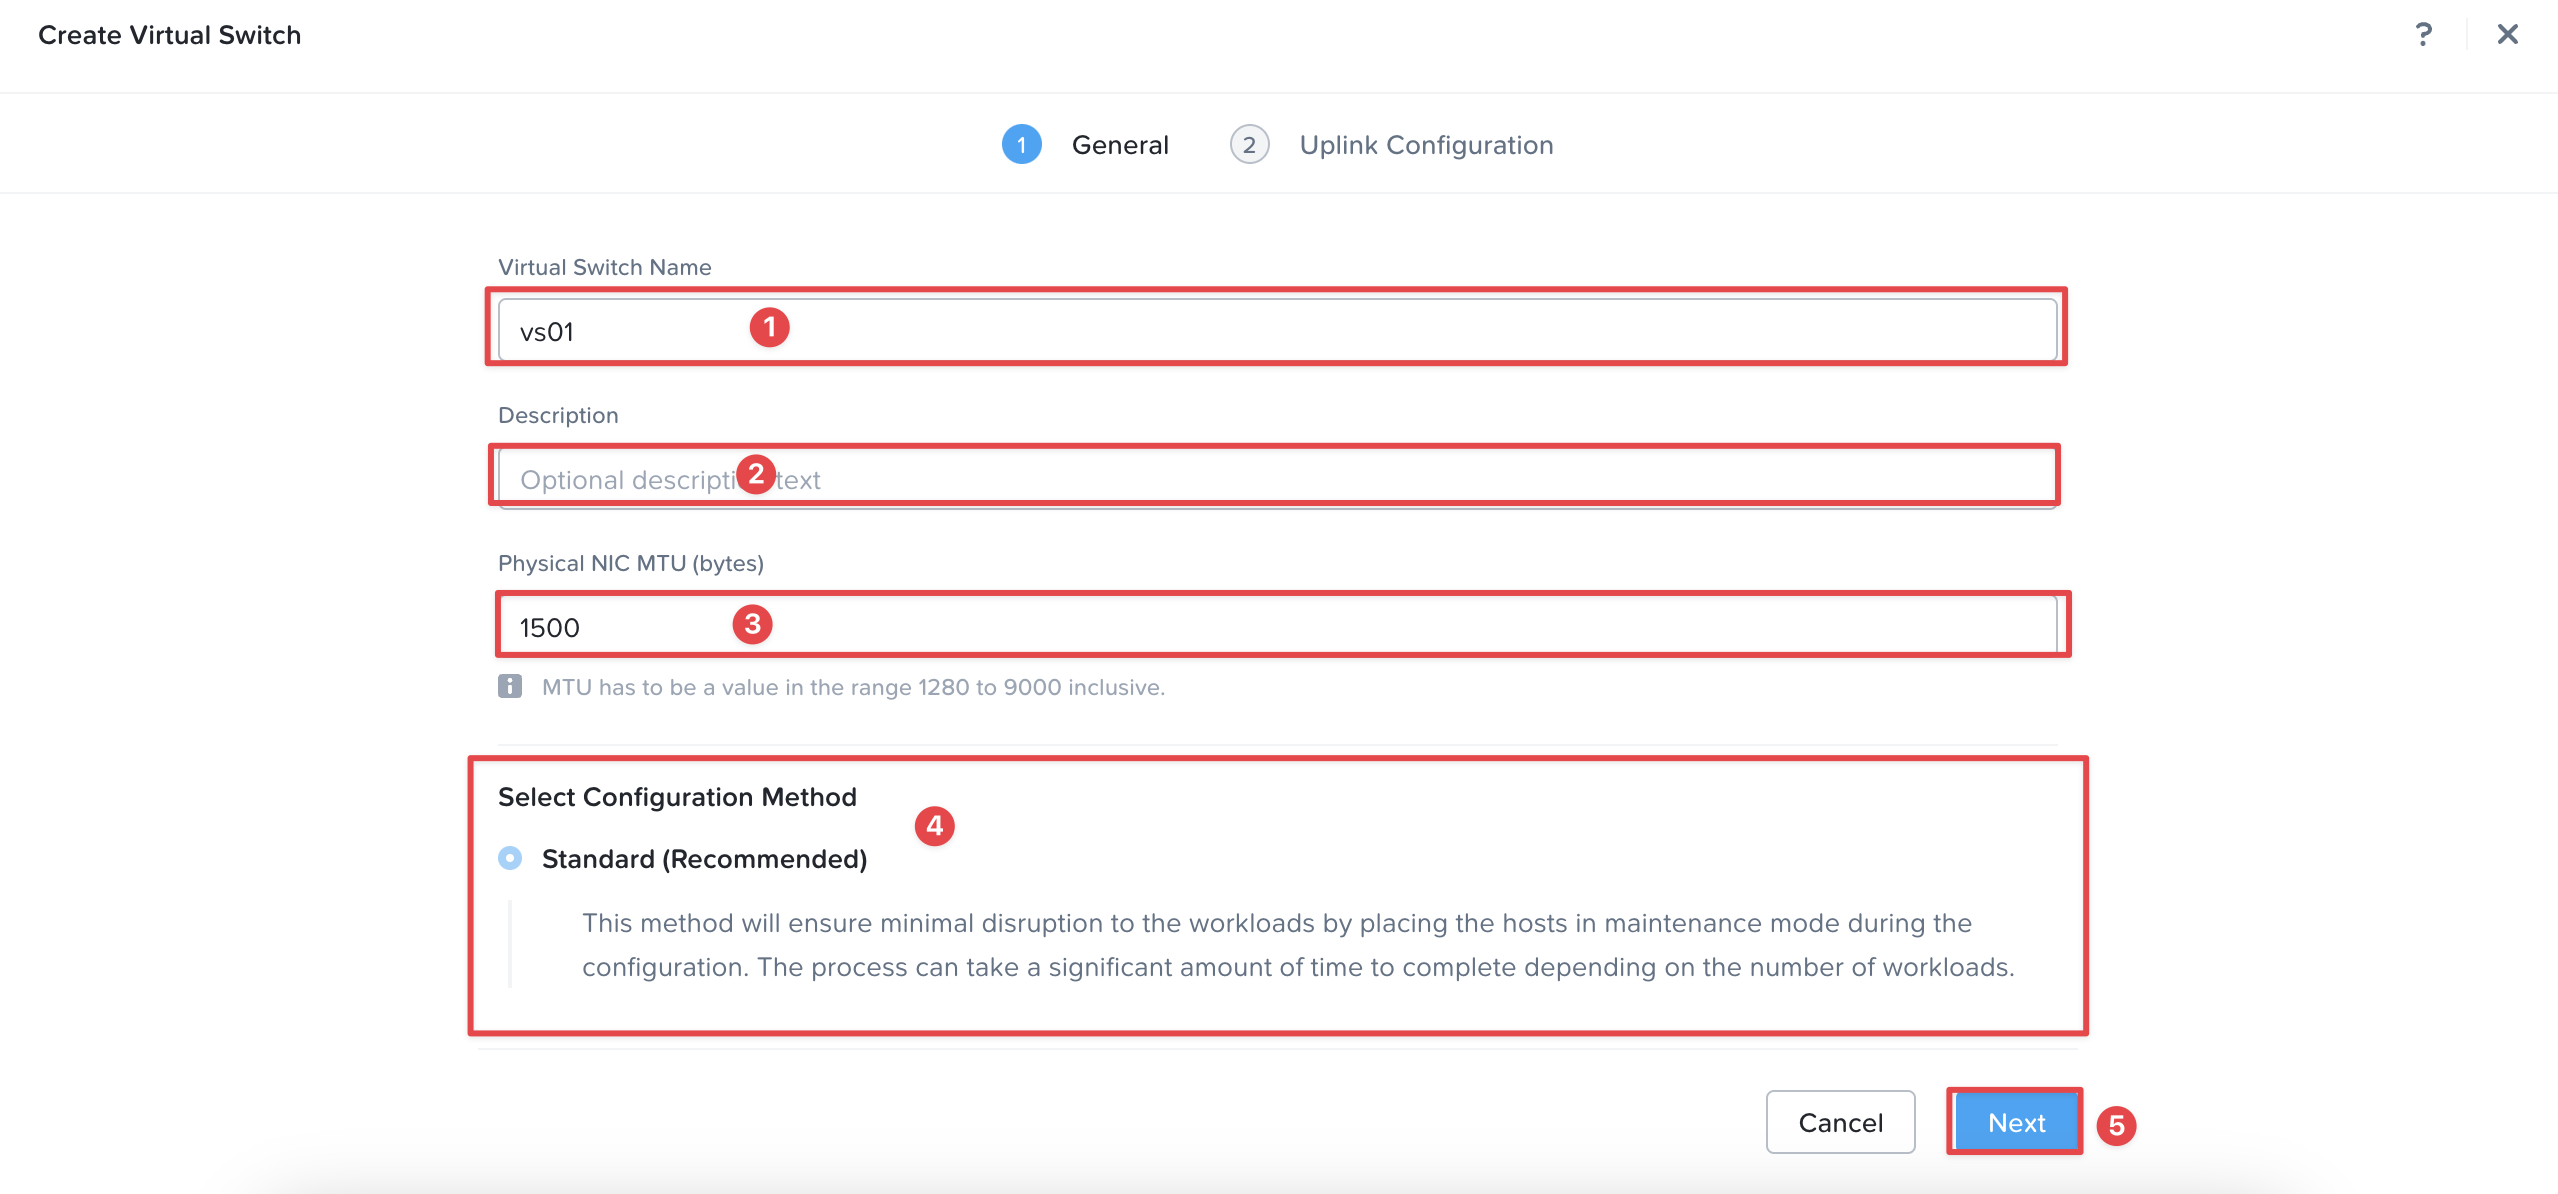 Create Virtual Switch
?
1 General 2 Uplink Configuration
Virtual Switch Name
vs01 1
Description
Optional descripti 2 text
Physical NIC MTU (bytes)
1500 3
MTU has to be a value in the range 1280 to 9000 inclusive.
Select Configuration Method
4
Standard (Recommended)
This method will ensure minimal disruption to the workloads by placing the hosts in maintenance mode during the
configuration. The process can take a significant amount of time to complete depending on the number of workloads.
Cancel Next 5